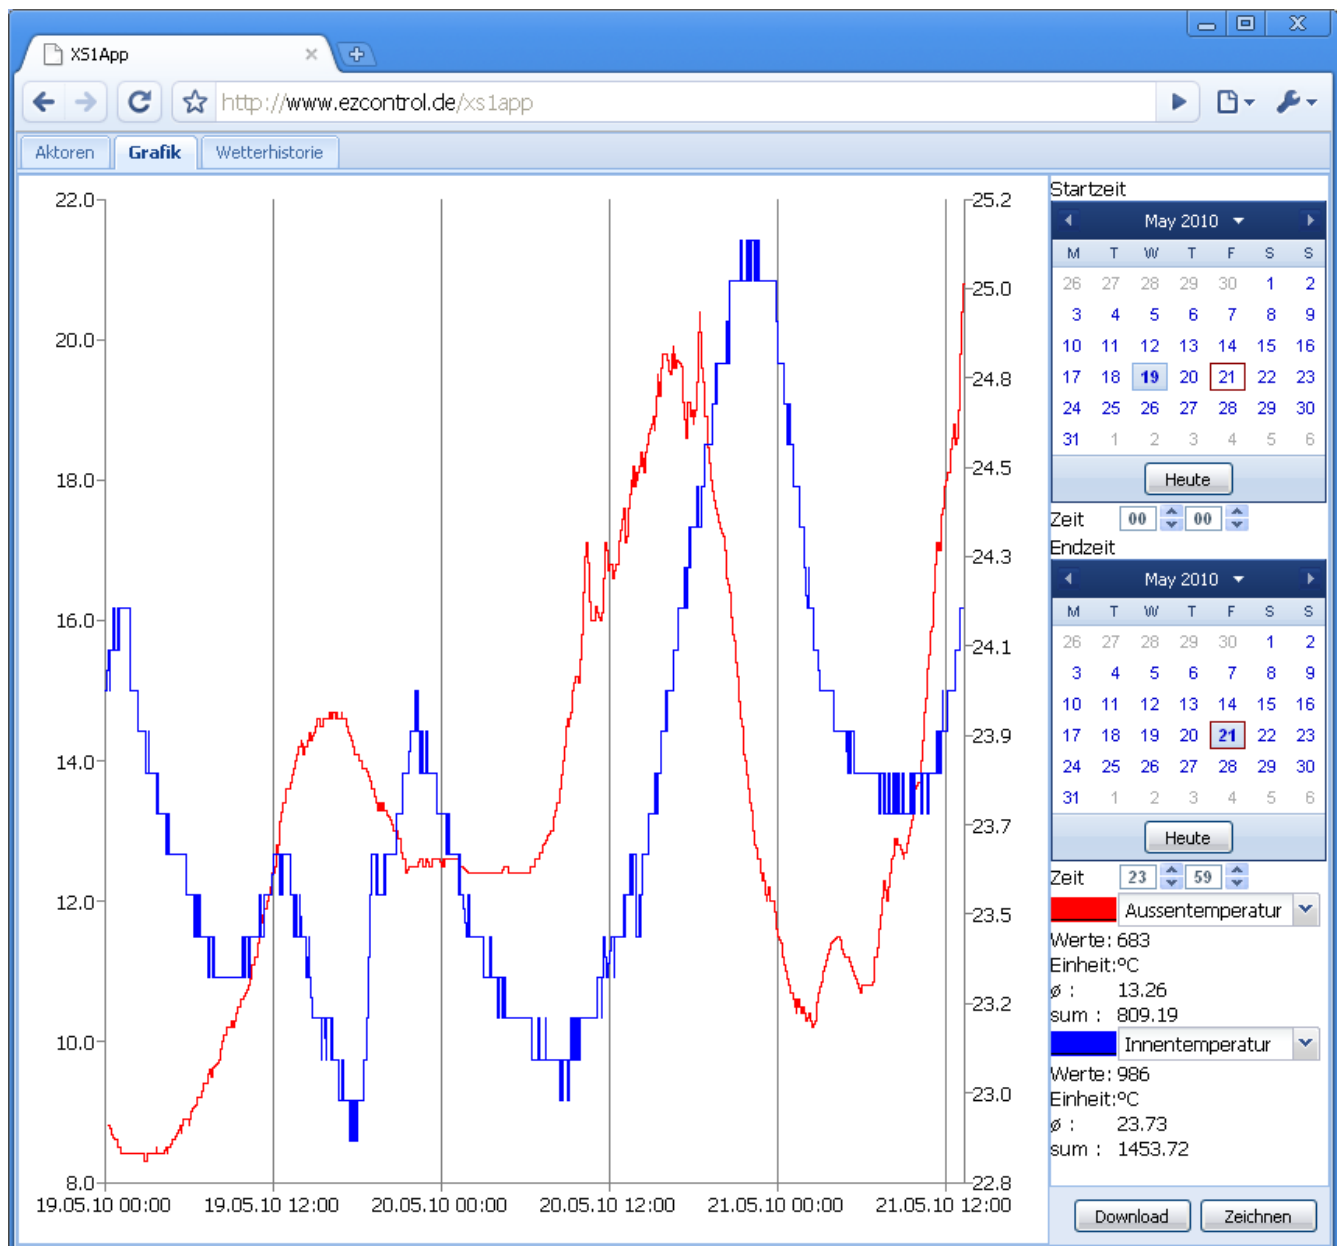 XS1App
http://www.ezcontrol.de/xs1app
Aktoren Grafik Wetterhistorie
22.0
20.0
18.0
16.0
14.0
12.0
10.0
8.0
25.2
25.0
24.8
24.5
24.3
24.1
23.9
23.7
23.5
23.2
23.0
22.8
19.05.10 00:00 19.05.10 12:00 20.05.10 00:00 20.05.10 12:00 21.05.10 00:00 21.05.10 12:00
Startzeit
May 2010
M T W T F S S
26 27 28 29 30 1 2
3 4 5 6 7 8 9
10 11 12 13 14 15 16
17 18 19 20 21 22 23
24 25 26 27 28 29 30
31 1 2 3 4 5 6
Heute
Zeit 00 00
Endzeit
May 2010
M T W T F S S
26 27 28 29 30 1 2
3 4 5 6 7 8 9
10 11 12 13 14 15 16
17 18 19 20 21 22 23
24 25 26 27 28 29 30
31 1 2 3 4 5 6
Heute
Zeit 23 59
Aussentemperatur
Werte: 683
Einheit:ºC
ø : 13.26
sum : 809.19
Innentemperatur
Werte: 986
Einheit:ºC
ø : 23.73
sum : 1453.72
Download Zeichnen